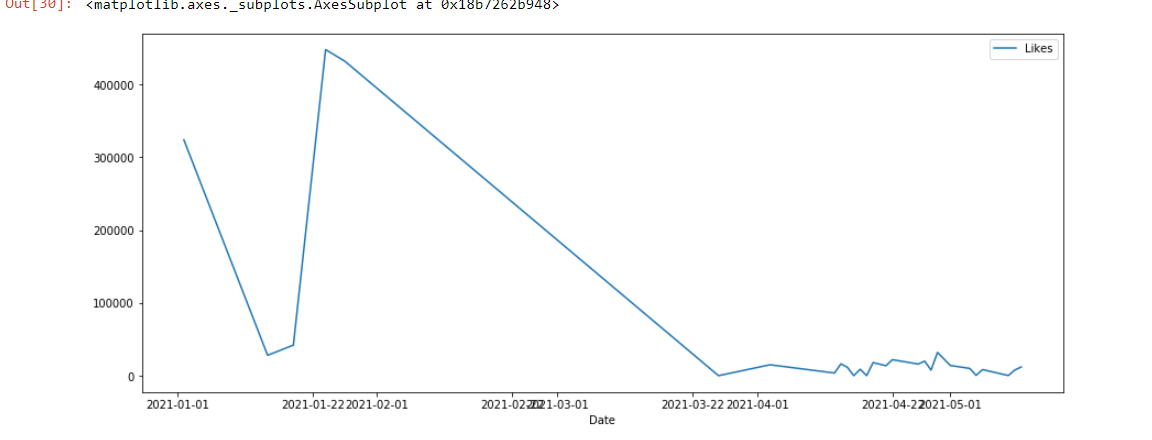 Out[30]: <matplotlib.axes._subplots.AxesSubplot at 0x18b7262b948>
Likes
400000
300000
200000
100000
0
2021-01-01 2021-01-22 2021-02-01 2021-02-22 2021-03-01 2021-03-22 2021-04-01 2021-04-22 2021-05-01
Date